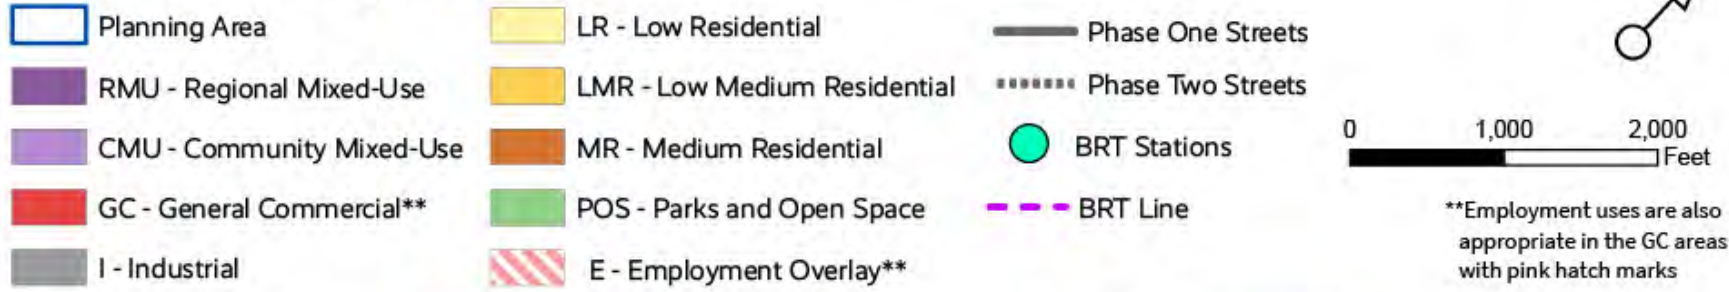 Planning Area
RMU - Regional Mixed-Use
CMU - Community Mixed-Use
GC - General Commercial**
I - Industrial
LR - Low Residential
LMR - Low Medium Residential
MR - Medium Residential
POS - Parks and Open Space
E - Employment Overlay**
Phase One Streets
Phase Two Streets
BRT Stations
BRT Line
0 1,000 2,000
Feet
**Employment uses are also
appropriate in the GC areas
with pink hatch marks